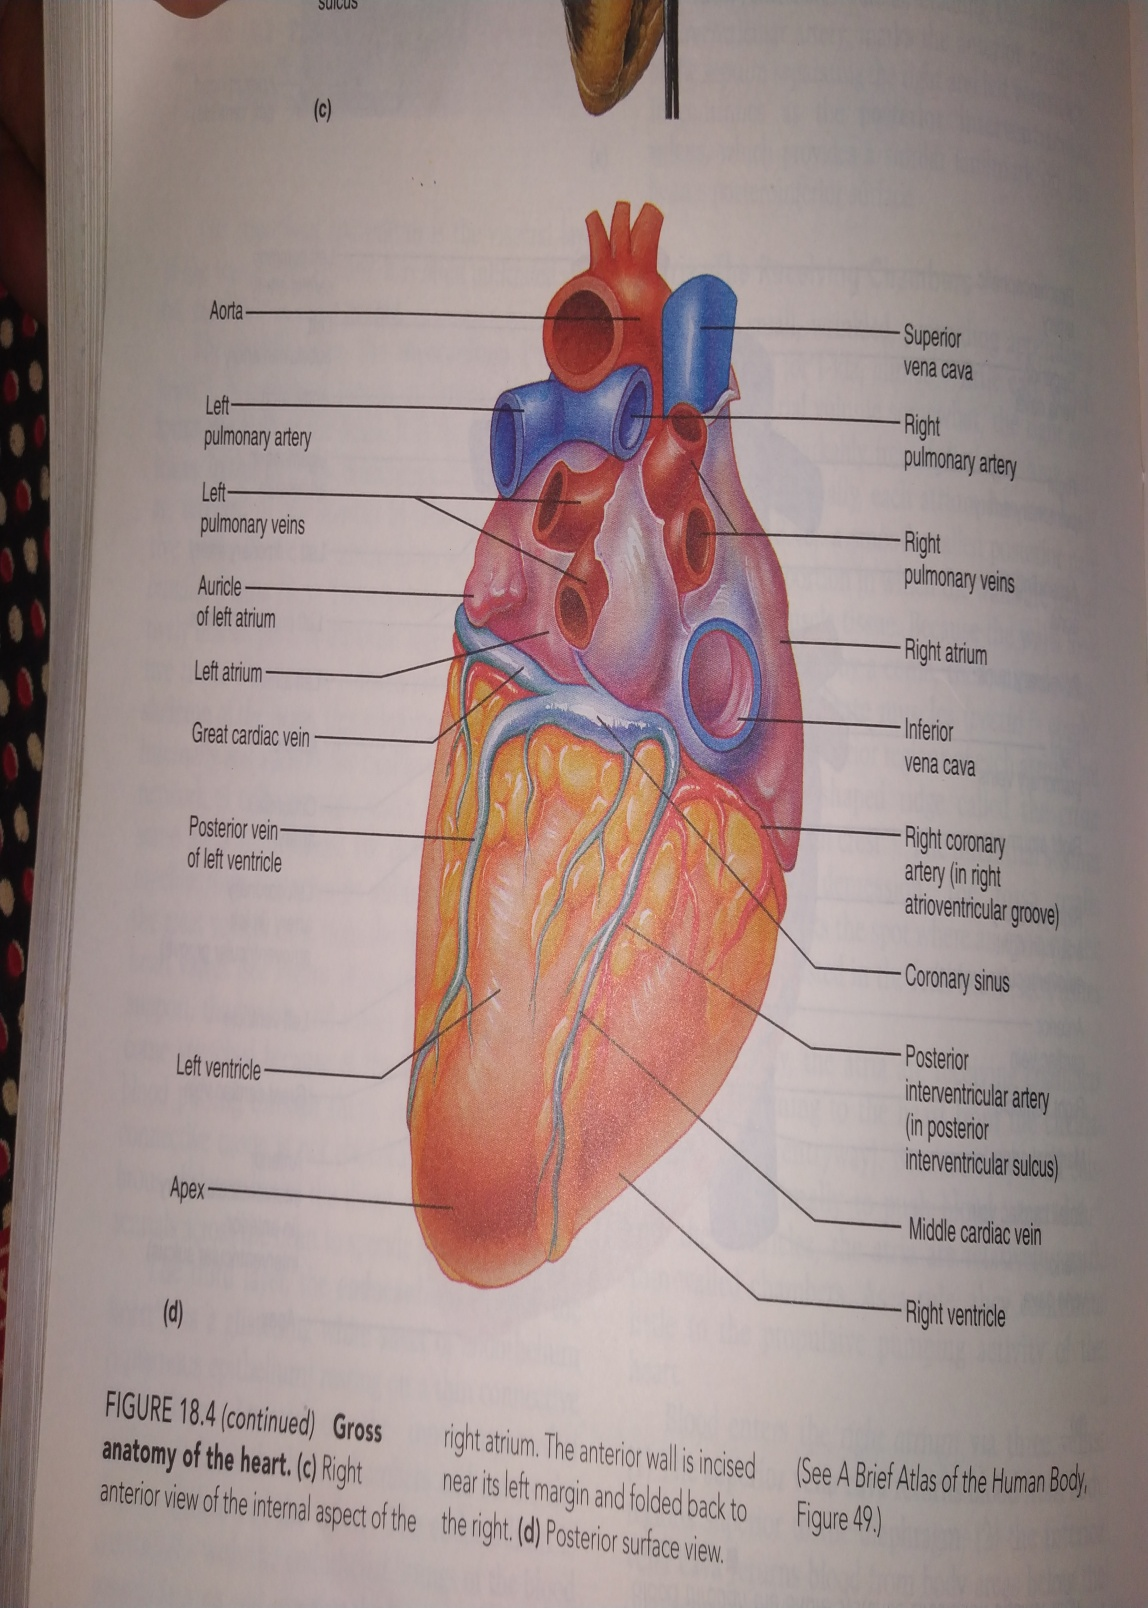 sulcus
(c)
Aorta
Left
pulmonary artery
Left
pulmonary veins
Auricle
of left atrium
Left atrium
Great cardiac vein
Posterior vein
of left ventricle
Left ventricle
Apex
(d)
Superior
vena cava
Right
pulmonary artery
Right
pulmonary veins
Right atrium
Inferior
vena cava
Right coronary
artery (in right
atrioventricular groove)
Coronary sinus
Posterior
interventricular artery
(in posterior
interventricular sulcus)
Middle cardiac vein
Right ventricle
FIGURE 18.4 (continued) Gross
anatomy of the heart. (c) Right
anterior view of the internal aspect of the
right atrium. The anterior wall is incised
near its left margin and folded back to
the right. (d) Posterior surface view.
(See A Brief Atlas of the Human Body,
Figure 49.)